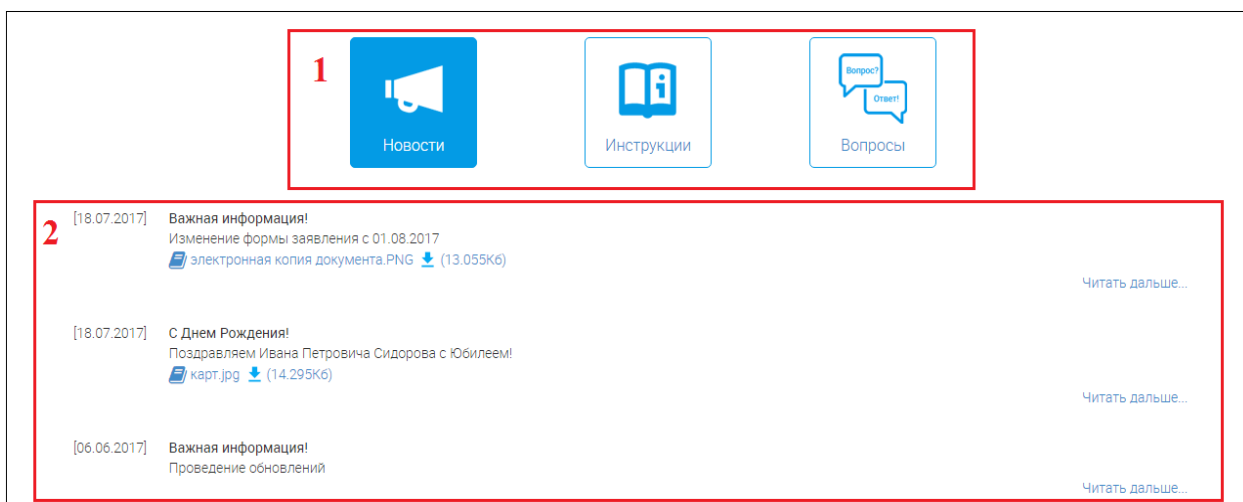 1
Вопрос?
Ответ!
Новости
Инструкции
Вопросы
2
[18.07.2017] Важная информация!
Изменение формы заявления с 01.08.2017
электронная копия документа.PNG (13.055Кб)
Читать дальше...
[18.07.2017] С Днем Рождения!
Поздравляем Ивана Петровича Сидорова с Юбилеем!
карт.jpg (14.295Кб)
Читать дальше...
[06.06.2017] Важная информация!
Проведение обновлений
Читать дальше...